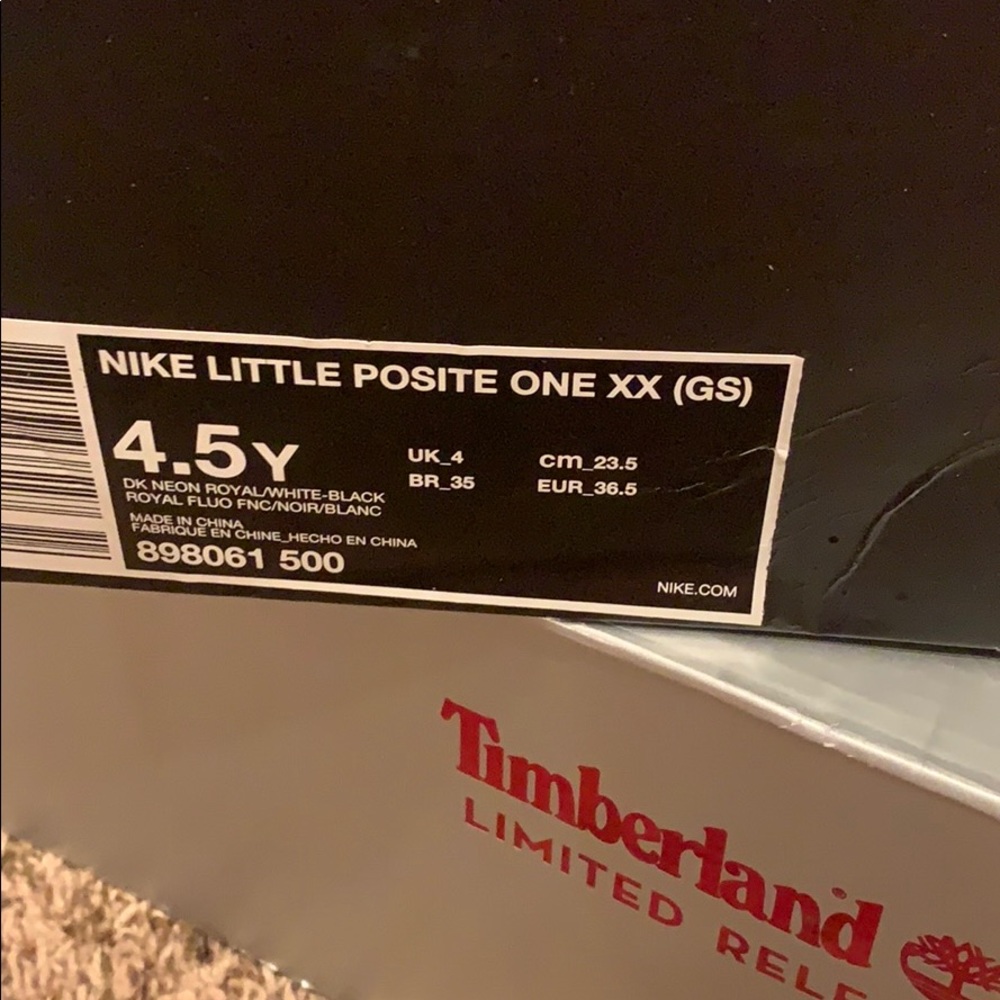 NIKE LITTLE POSITE ONE XX (GS)
4.5Y
UK_4
cm_23.5
BR_35
EUR_36.5
DK NEON ROYAL/WHITE-BLACK
ROYAL FLUO FNC/NOIR/BLANC
MADE IN CHINA
FABRIQUE EN CHINE_HECHO EN CHINA
898061 500
NIKE.COM
Timberland
LIMITED RELE